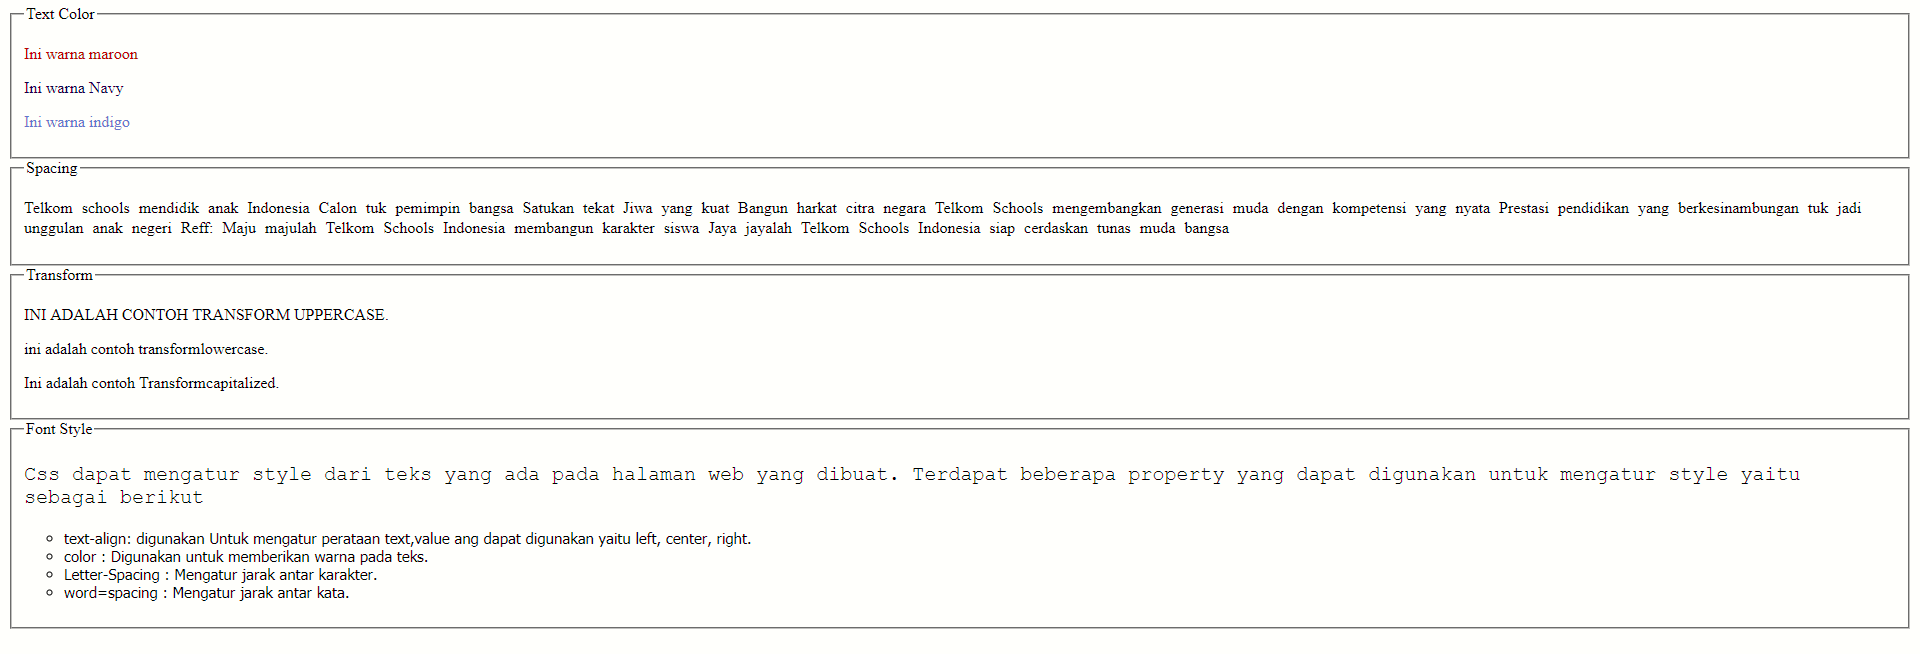 Text Color
Ini warna maroon
Ini warna Navy
Ini warna indigo
Spacing
Telkom schools mendidik anak Indonesia Calon tuk pemimpin bangsa Satukan tekat Jiwa yang kuat Bangun harkat citra negara Telkom Schools mengembangkan generasi muda dengan kompetensi yang nyata Prestasi pendidikan yang berkesinambungan tuk jadi
unggulan anak negeri Reff: Maju majulah Telkom Schools Indonesia membangun karakter siswa Jaya jayalah Telkom Schools Indonesia siap cerdaskan tunas muda bangsa
Transform
INI ADALAH CONTOH TRANSFORM UPPERCASE.
ini adalah contoh transformlowercase.
Ini adalah contoh Transformcapitalized.
Font Style
Css dapat mengatur style dari teks yang ada pada halaman web yang dibuat. Terdapat beberapa property yang dapat digunakan untuk mengatur style yaitu
sebagai berikut
text-align: digunakan Untuk mengatur perataan text,value ang dapat digunakan yaitu left, center, right.
color : Digunakan untuk memberikan warna pada teks.
Letter-Spacing : Mengatur jarak antar karakter.
word=spacing : Mengatur jarak antar kata.